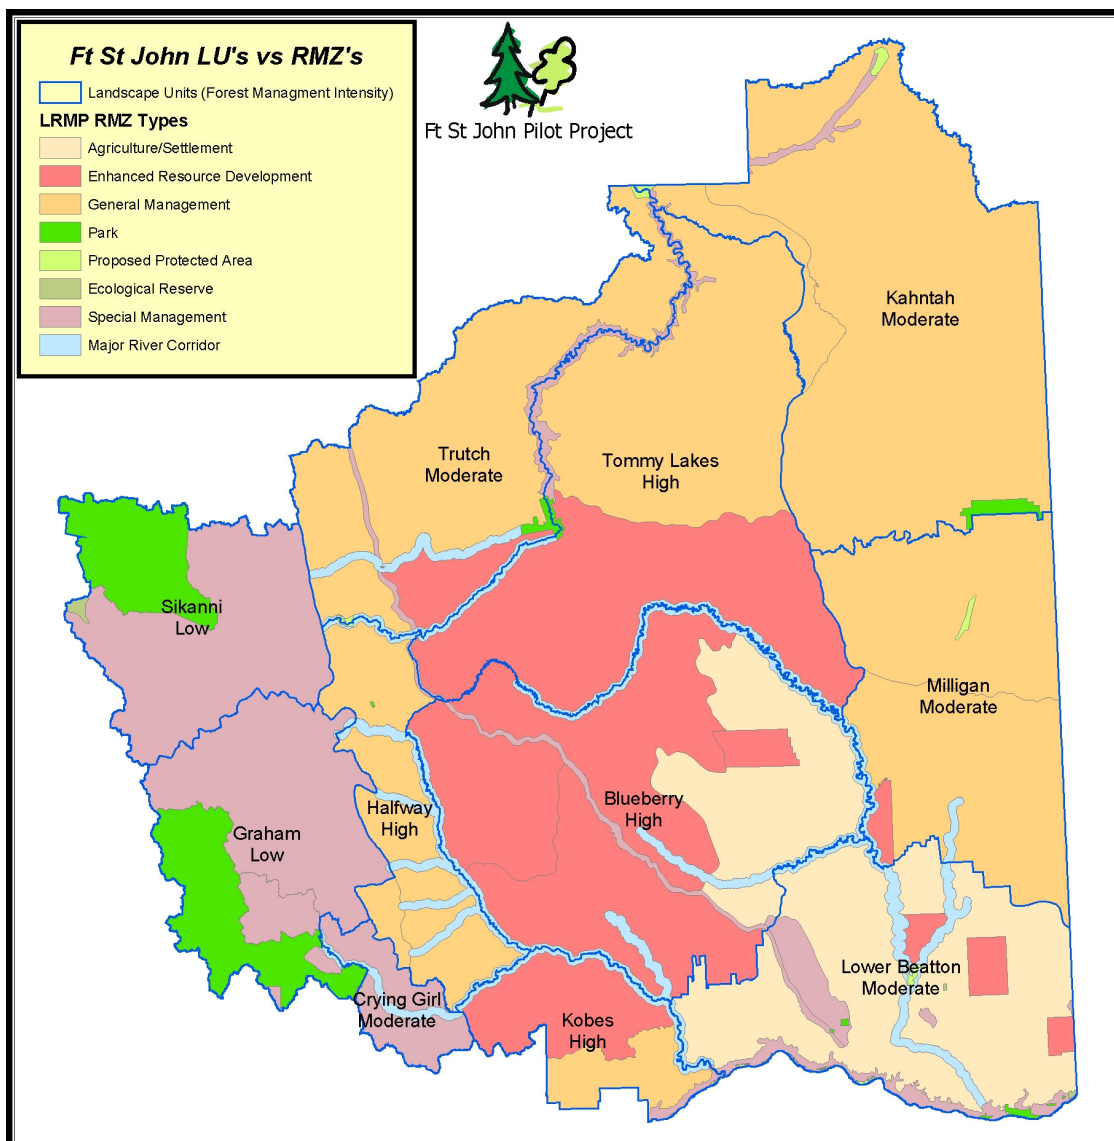 Ft St John LU's vs RMZ's
Landscape Units (Forest Managment Intensity)
LRMP RMZ Types
Agriculture/Settlement
Enhanced Resource Development
General Management
Park
Proposed Protected Area
Ecological Reserve
Special Management
Major River Corridor
Ft St John Pilot Project
Kahntah
Moderate
Trutch
Moderate
Tommy Lakes
High
Sikanni
Low
Milligan
Moderate
Blueberry
High
Halfway
High
Graham
Low
Lower Beatton
Moderate
Crying Girl
Moderate
Kobes
High